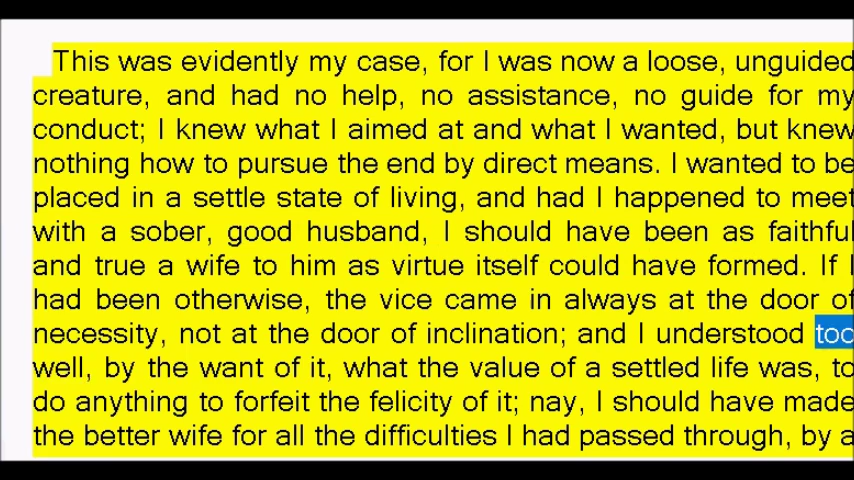 This was evidently my case, for I was now a loose, unguided
creature, and had no help, no assistance, no guide for my
conduct; I knew what I aimed at and what I wanted, but knew
nothing how to pursue the end by direct means. I wanted to be
placed in a settle state of living, and had I happened to meet
with a sober, good husband, I should have been as faithful
and true a wife to him as virtue itself could have formed. If I
had been otherwise, the vice came in always at the door of
necessity, not at the door of inclination; and I understood too
well, by the want of it, what the value of a settled life was, to
do anything to forfeit the felicity of it; nay, I should have made
the better wife for all the difficulties I had passed through, by a